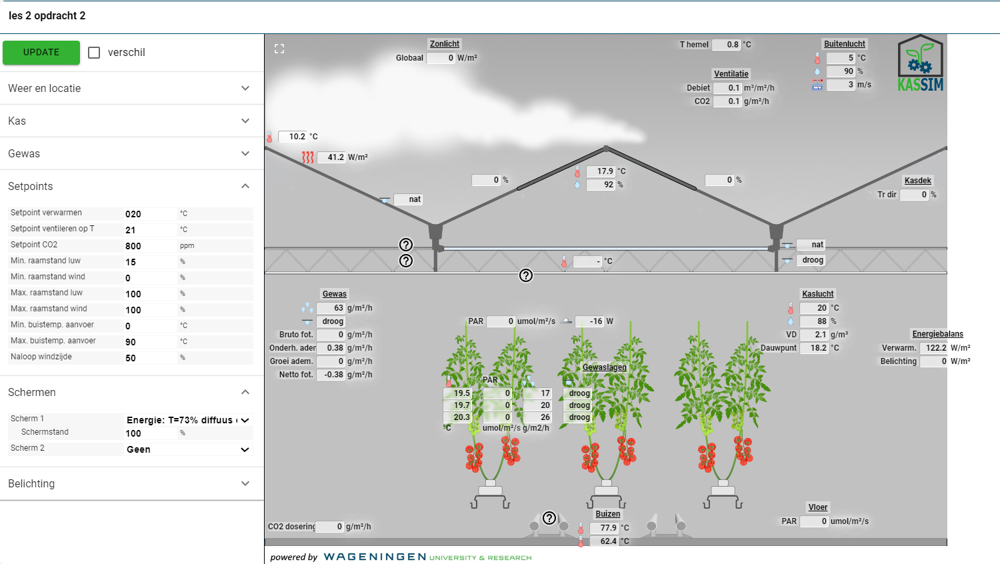 les 2 opdracht 2
UPDATE
verschil
Weer en locatie
Kas
Gewas
Setpoints
Setpoint verwarmen 020 °C
Setpoint ventileren op T 21 °C
Setpoint CO2 800 ppm
Min. raamstand luw 15 %
Min. raamstand wind 0 %
Max. raamstand luw 100 %
Max. raamstand wind 100 %
Min. buistemp. aanvoer 0 °C
Max. buistemp. aanvoer 90 °C
Naloop windzijde 50 %
Schermen
Scherm 1 Energie: T=73% diffuus
Schermstand 100 %
Scherm 2 Geen
Belichting
Zonlicht
Globaal 0 W/m²
T hemel 0.8 °C
Ventilatie
Debiet 0.1 m³/m²/h
CO2 0.1 g/m²/h
Buitenlucht
5 °C
90 %
3 m/s
KASSIM
10.2 °C
41.2 W/m²
nat
0 %
17.9 °C
92 %
0 %
Kasdek
Tr dir 0 %
?
?
- °C
?
nat
droog
Gewas
63 g/m²/h
droog
Bruto fot. 0 g/m²/h
Onderh. adem 0.38 g/m²/h
Groei adem. 0 g/m²/h
Netto fot. -0.38 g/m²/h
PAR 0 umol/m²/s -16 W
Gewaslagen
PAR
19.5 0 17 droog
19.7 0 20 droog
20.3 0 26 droog
°C umol/m²/s g/m2/h
Kaslucht
20 °C
88 %
VD 2.1 g/m³
Dauwpunt 18.2 °C
Energiebalans
Verwarm. 122.2 W/m²
Belichting 0 W/m²
CO2 dosering 0 g/m²/h
?
Buizen
77.9 °C
62.4 °C
Vloer
PAR 0 umol/m²/s
powered by WAGENINGEN UNIVERSITY & RESEARCH